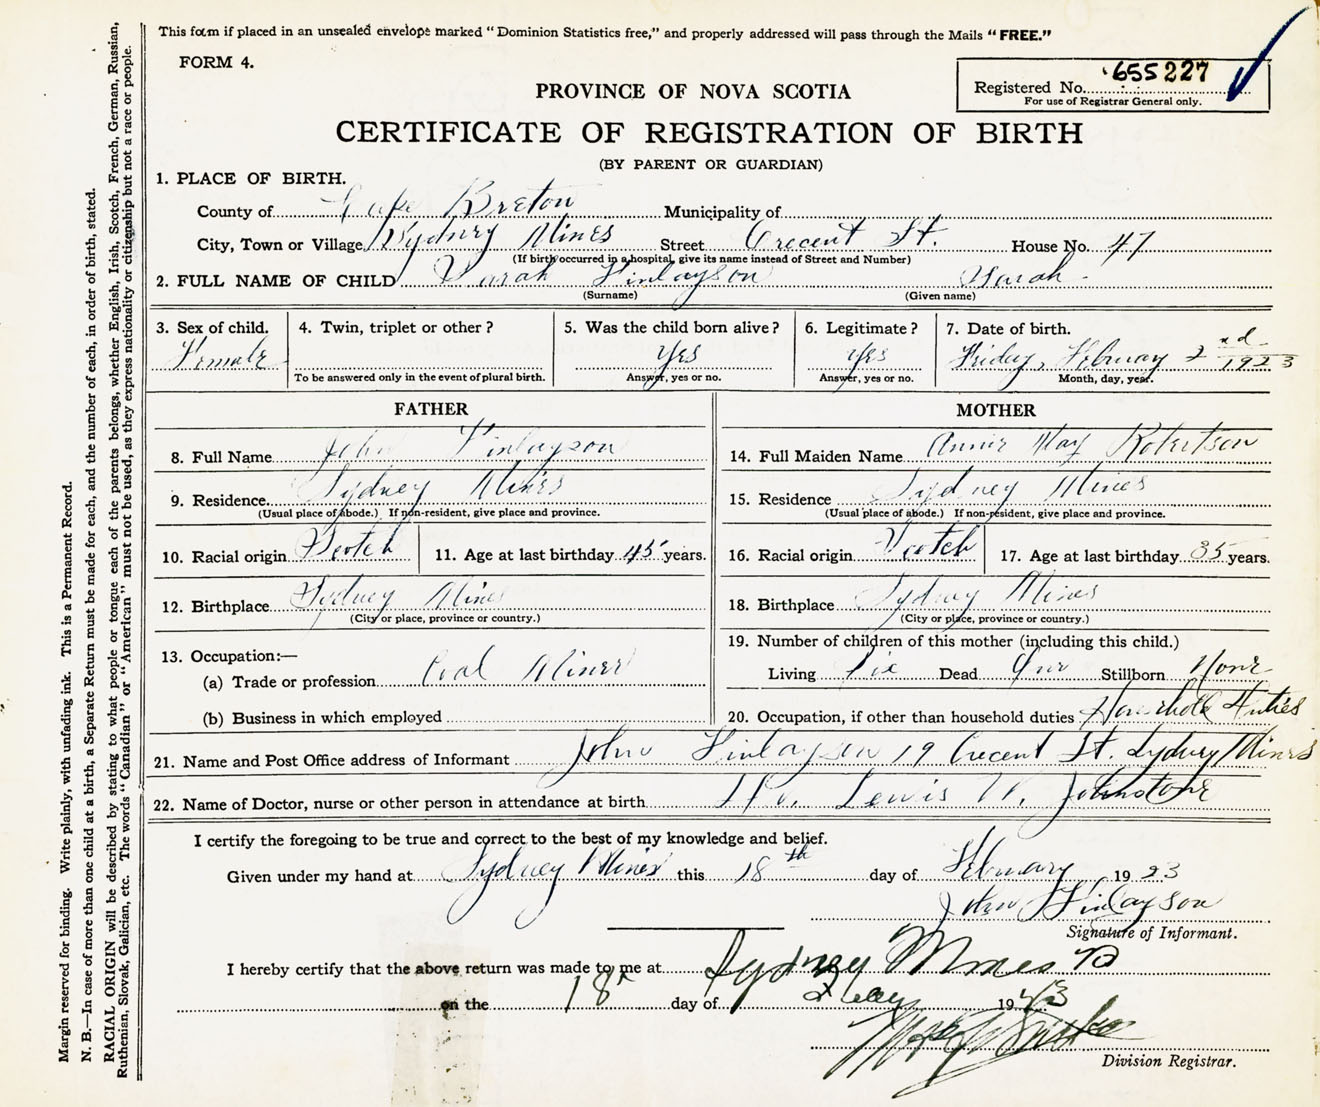 This form if placed in an unsealed envelope marked "Dominion Statistics free," and properly addressed will pass through the Mails "FREE."
FORM 4.
655227
Registered No.
For use of Registrar General only.
PROVINCE OF NOVA SCOTIA
CERTIFICATE OF REGISTRATION OF BIRTH
(BY PARENT OR GUARDIAN)
1. PLACE OF BIRTH.
County of Cape Breton Municipality of
City, Town or Village Sydney Mines Street Crecent St. House No. 47
(If birth occurred in a hospital, give its name instead of Street and Number)
2. FULL NAME OF CHILD Sarah Finlayson Sarah
(Surname) (Given name)
3. Sex of child. 4. Twin, triplet or other? 5. Was the child born alive? 6. Legitimate? 7. Date of birth.
Female Yes Yes Friday, February 2nd 1923
To be answered only in the event of plural birth. Answer, yes or no. Answer, yes or no. Month, day, year.
FATHER MOTHER
8. Full Name John Finlayson 14. Full Maiden Name Annie May Robertson
9. Residence Sydney Mines 15. Residence Sydney Mines
(Usual place of abode.) If non-resident, give place and province. (Usual place of abode.) If non-resident, give place and province.
10. Racial origin Scotch 11. Age at last birthday 45 years. 16. Racial origin Scotch 17. Age at last birthday 35 years.
12. Birthplace Sydney Mines 18. Birthplace Sydney Mines
(City or place, province or country.) (City or place, province or country.)
13. Occupation:— 19. Number of children of this mother (including this child.)
(a) Trade or profession Coal Miner Living Six Dead One Stillborn None
(b) Business in which employed 20. Occupation, if other than household duties Household Duties
21. Name and Post Office address of Informant John Finlayson 19 Crecent St. Sydney Mines
22. Name of Doctor, nurse or other person in attendance at birth Dr. Lewis W. Johnstone
I certify the foregoing to be true and correct to the best of my knowledge and belief.
Given under my hand at Sydney Mines this 18th day of February 1923
John Finlayson
Signature of Informant.
I hereby certify that the above return was made to me at Sydney Mines
on the 18 day of 1923
Division Registrar.
Margin reserved for binding. Write plainly, with unfading ink. This is a Permanent Record.
N. B.—In case of more than one child at a birth, a Separate Return must be made for each, and the number of each, in order of birth, stated.
RACIAL ORIGIN will be described by stating to what people or tongue each of the parents belongs, whether English, Irish, Scotch, French, German, Russian,
Ruthenian, Slovak, Galician, etc. The words "Canadian" or "American" must not be used, as they express nationality or citizenship but not a race or people.